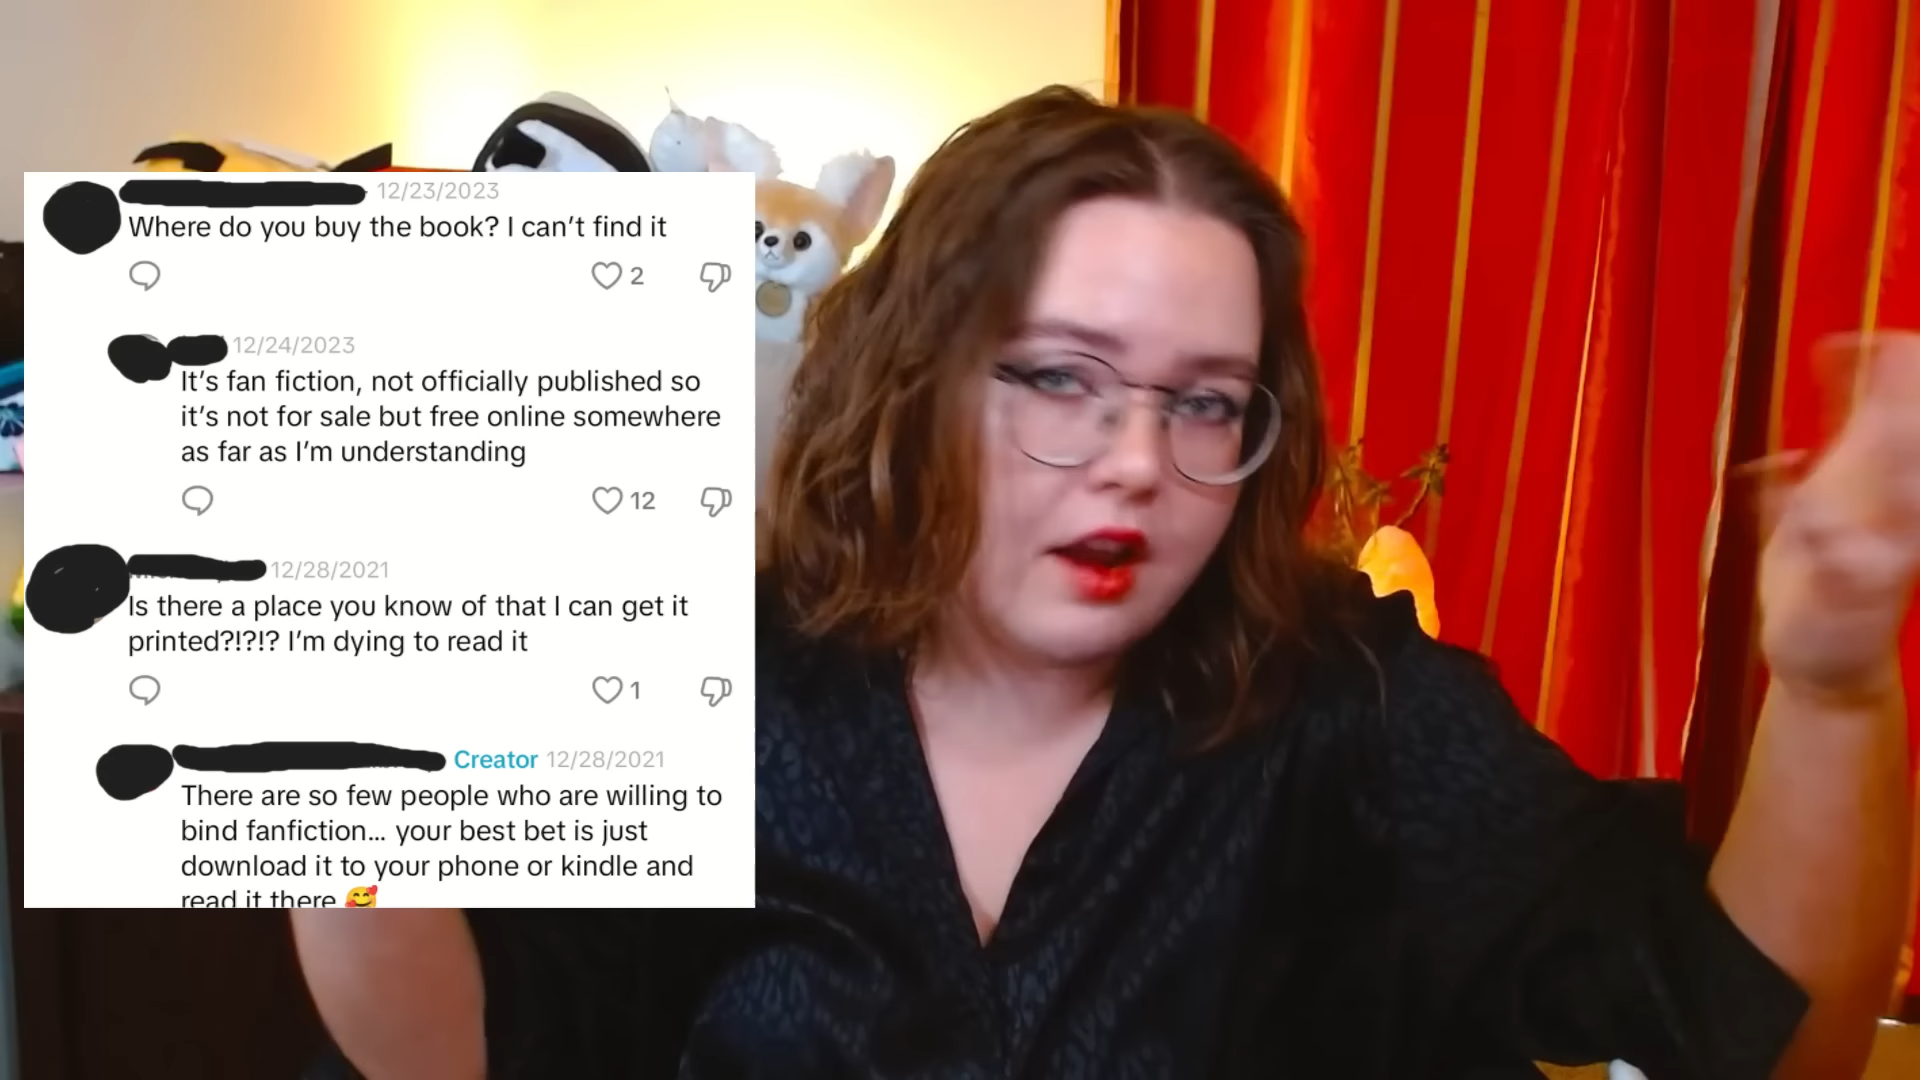 12/23/2023
Where do you buy the book? I can’t find it
2
12/24/2023
It’s fan fiction, not officially published so
it’s not for sale but free online somewhere
as far as I’m understanding
12
12/28/2021
Is there a place you know of that I can get it
printed?!?!? I’m dying to read it
1
Creator 12/28/2021
There are so few people who are willing to
bind fanfiction... your best bet is just
download it to your phone or kindle and
read it there 🥰